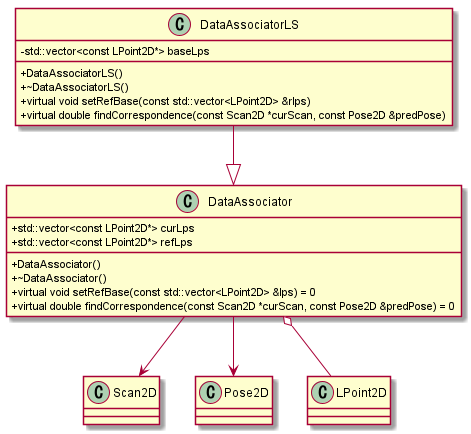 C DataAssociatorLS
-std::vector<const LPoint2D*> baseLps
+DataAssociatorLS()
+~DataAssociatorLS()
+virtual void setRefBase(const std::vector<LPoint2D> &rlps)
+virtual double findCorrespondence(const Scan2D *curScan, const Pose2D &predPose)
C DataAssociator
+std::vector<const LPoint2D*> curLps
+std::vector<const LPoint2D*> refLps
+DataAssociator()
+~DataAssociator()
+virtual void setRefBase(const std::vector<LPoint2D> &lps) = 0
+virtual double findCorrespondence(const Scan2D *curScan, const Pose2D &predPose) = 0
C Scan2D
C Pose2D
C LPoint2D